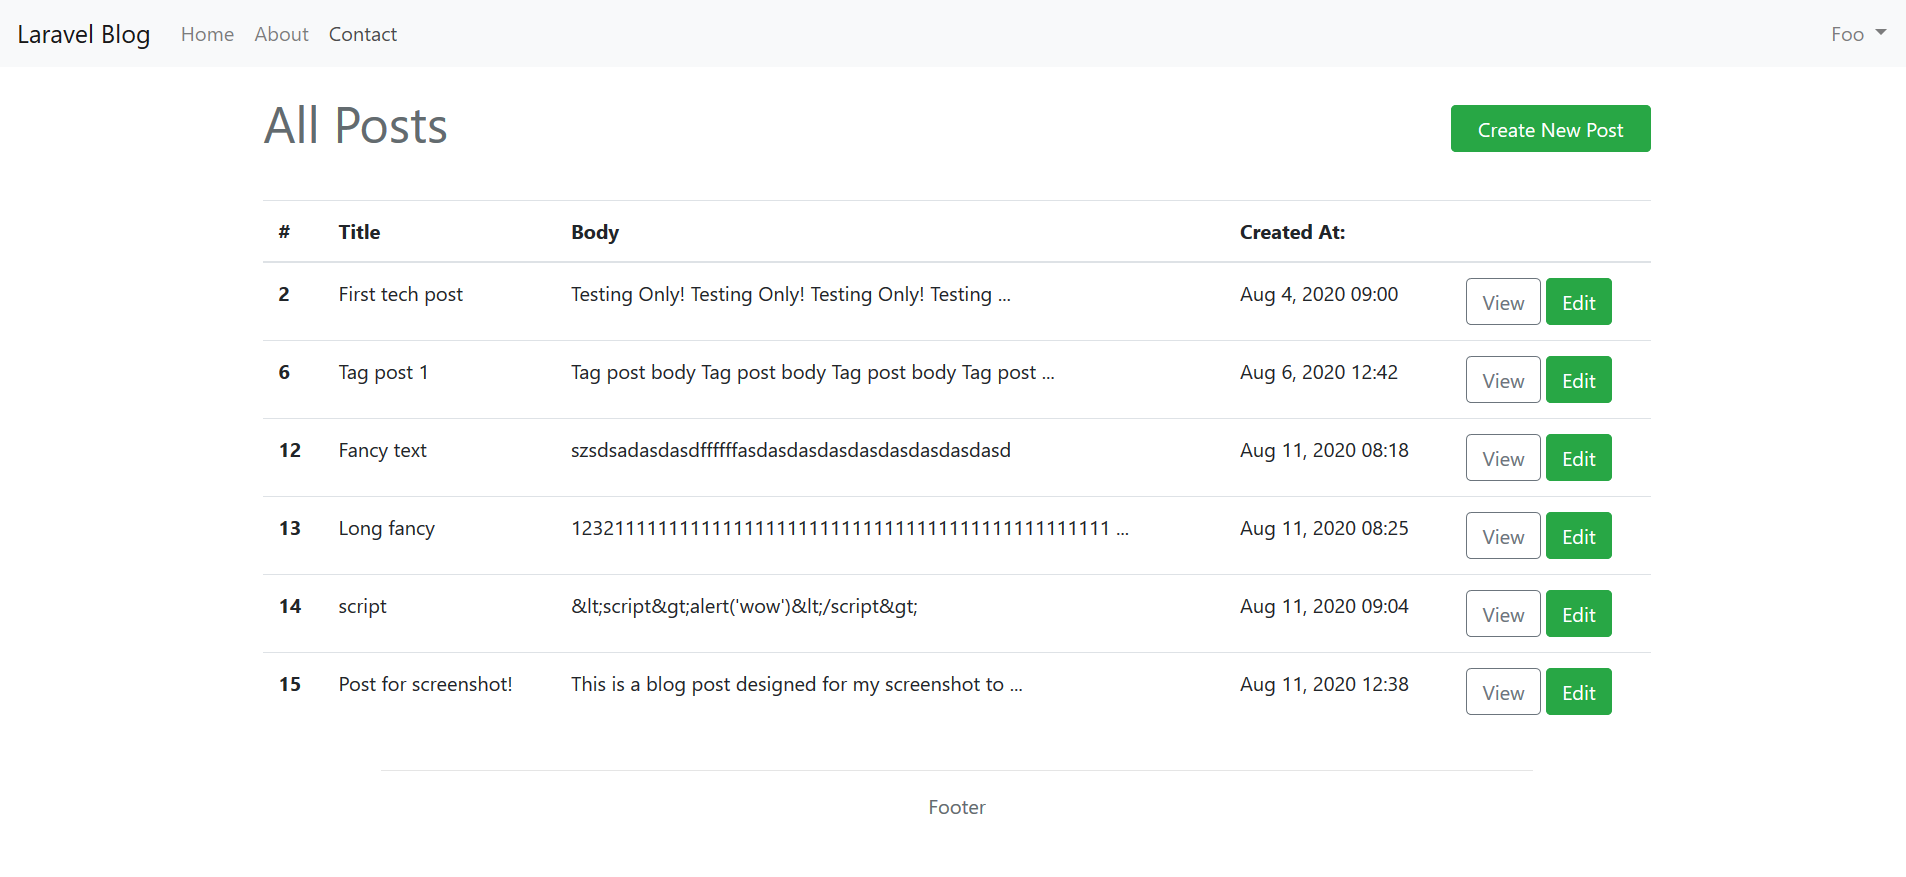 Laravel Blog Home About Contact Foo
All Posts Create New Post
# Title Body Created At:
2 First tech post Testing Only! Testing Only! Testing Only! Testing ... Aug 4, 2020 09:00 View Edit
6 Tag post 1 Tag post body Tag post body Tag post body Tag post ... Aug 6, 2020 12:42 View Edit
12 Fancy text szsdsadasdasdffffffasdasdasdasdasdasdasdasdasd Aug 11, 2020 08:18 View Edit
13 Long fancy 12321111111111111111111111111111111111111111111111 ... Aug 11, 2020 08:25 View Edit
14 script &lt;script&gt;alert('wow')&lt;/script&gt; Aug 11, 2020 09:04 View Edit
15 Post for screenshot! This is a blog post designed for my screenshot to ... Aug 11, 2020 12:38 View Edit
Footer